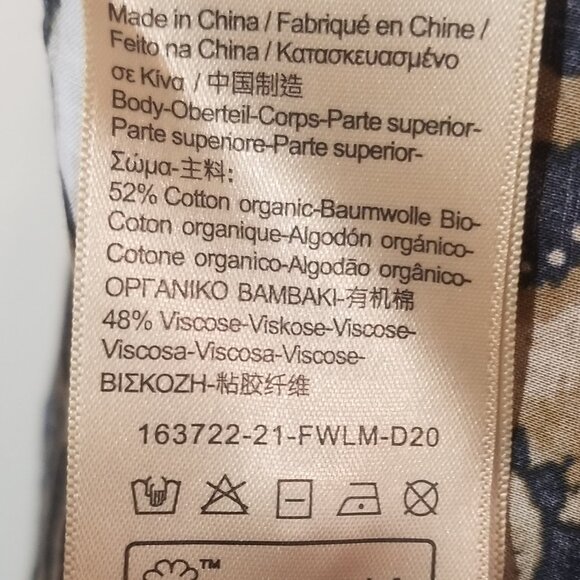 Made in China / Fabriqué en Chine /
Feito na China / Κατασκευασμένο
σε Κίνα / 中国制造
Body-Oberteil-Corps-Parte superior-
Parte superiore-Parte superior-
Σώμα-主料:
52% Cotton organic-Baumwolle Bio-
Coton organique-Algodón orgánico-
Cotone organico-Algodão orgânico-
ΟΡΓΑΝΙΚΟ ΒΑΜΒΑΚΙ-有机棉
48% Viscose-Viskose-Viscose-
Viscosa-Viscosa-Viscose-
ΒΙΣΚΟΖΗ-粘胶纤维
163722-21-FWLM-D20
TM